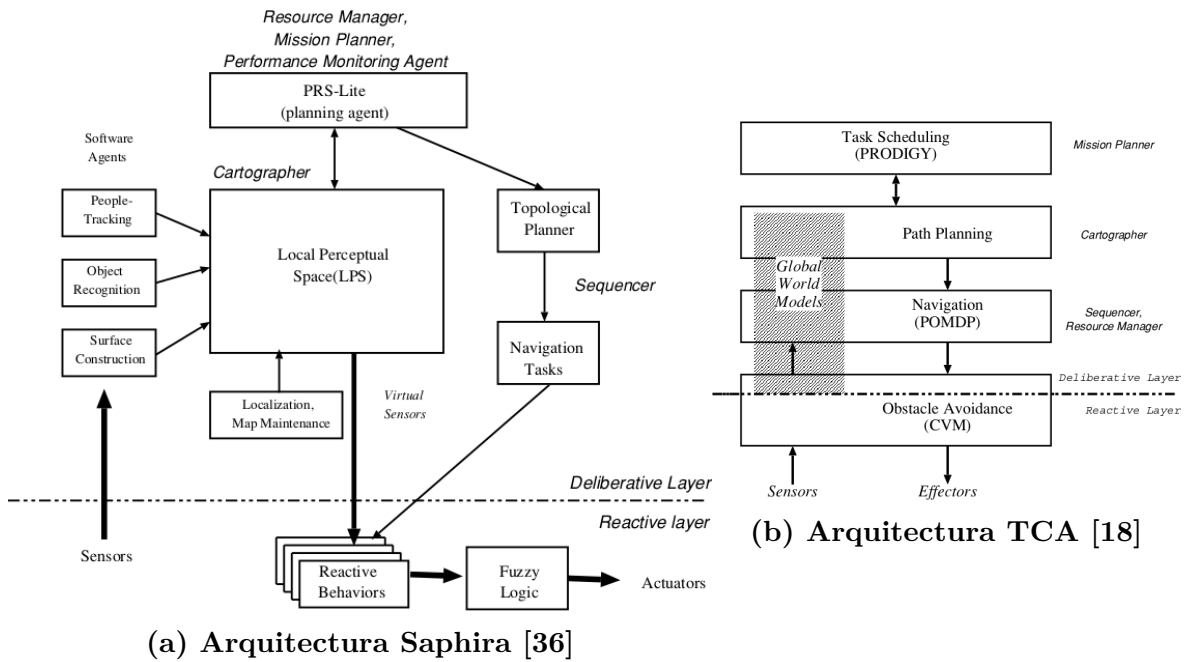 Resource Manager,
Mission Planner,
Performance Monitoring Agent
PRS-Lite
(planning agent)
Software
Agents
Cartographer
People-
Tracking
Object
Recognition
Surface
Construction
Local Perceptual
Space(LPS)
Topological
Planner
Sequencer
Navigation
Tasks
Localization,
Map Maintenance
Virtual
Sensors
Deliberative Layer
Reactive layer
Sensors
Reactive
Behaviors
Fuzzy
Logic
Actuators
(a) Arquitectura Saphira [36]
Task Scheduling
(PRODIGY)
Mission Planner
Path Planning
Cartographer
Global
World
Models
Navigation
(POMDP)
Sequencer,
Resource Manager
Deliberative Layer
Reactive Layer
Obstacle Avoidance
(CVM)
Sensors
Effectors
(b) Arquitectura TCA [18]